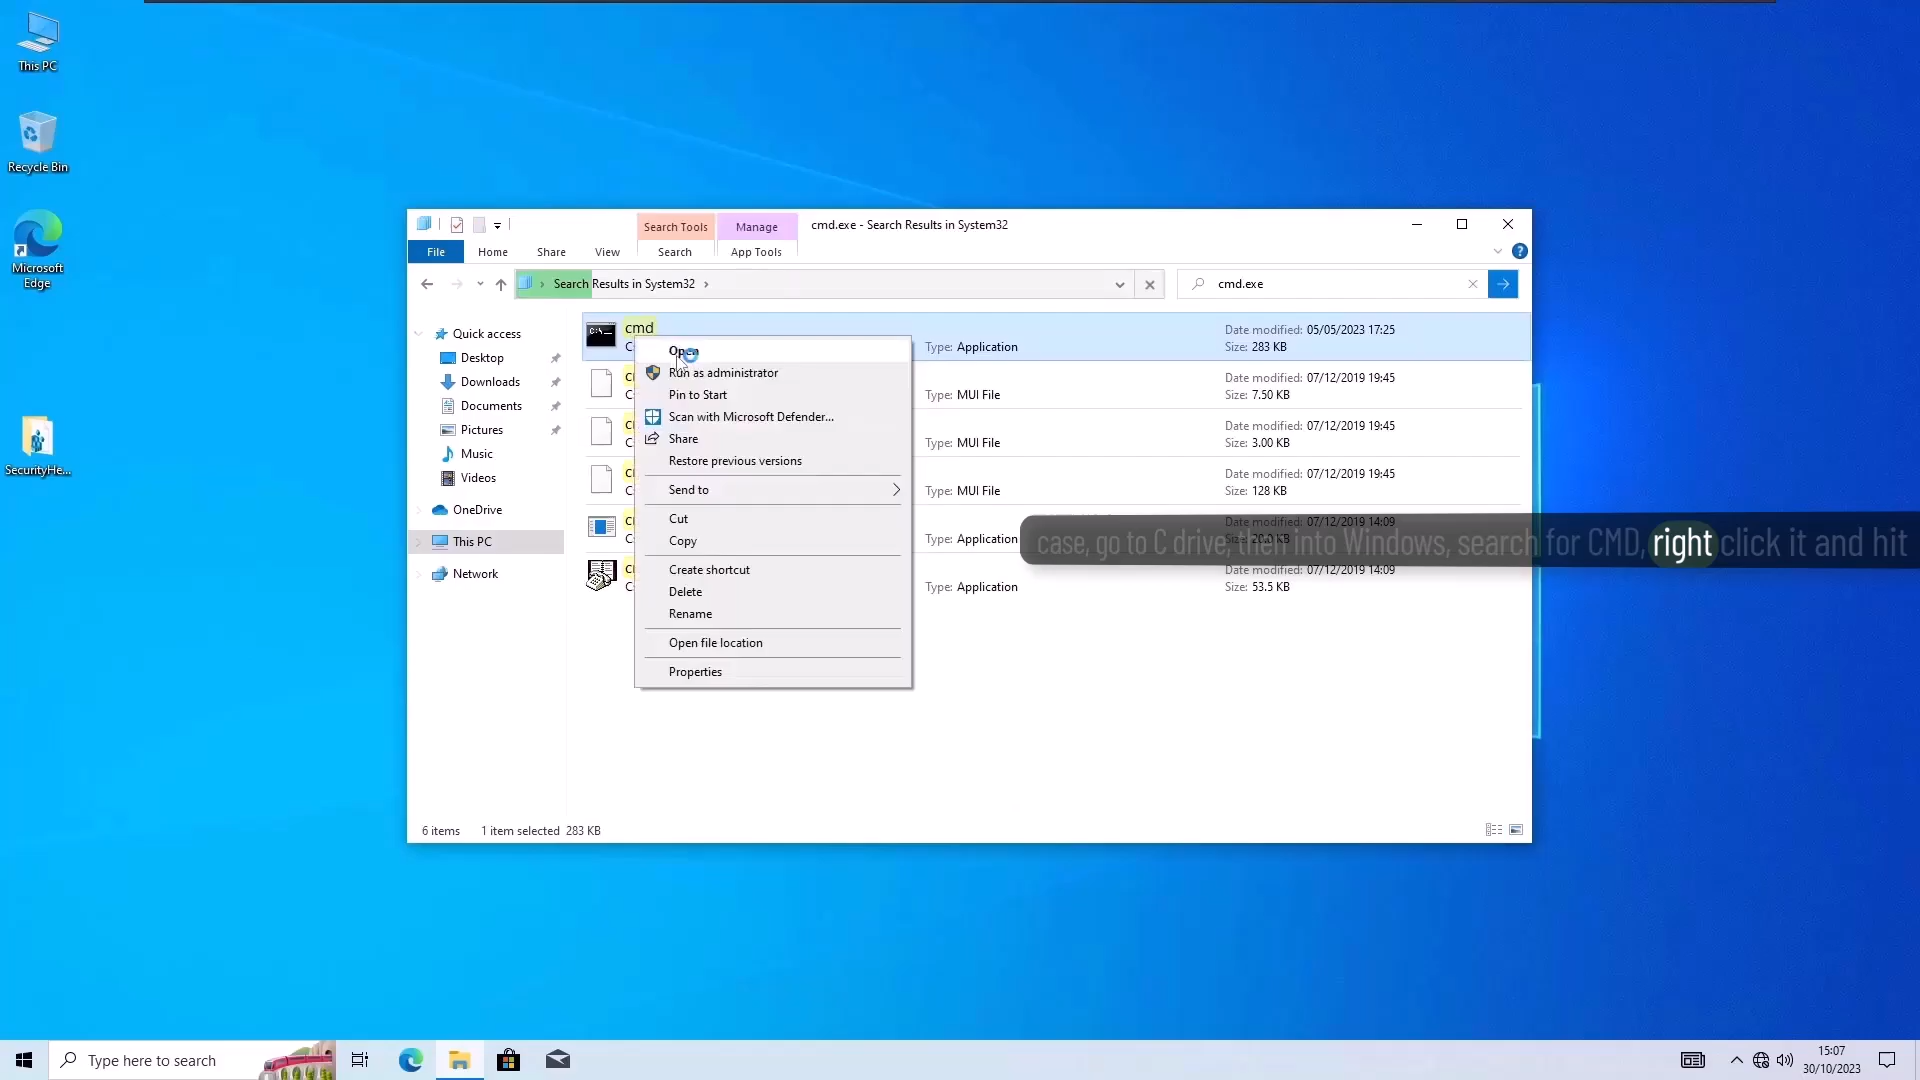 This PC
Recycle Bin
Microsoft
Edge
SecurityHe...
Search Tools
Manage
cmd.exe - Search Results in System32
File
Home
Share
View
Search
App Tools
Search Results in System32
cmd.exe
Quick access
Desktop
Downloads
Documents
Pictures
Music
Videos
OneDrive
This PC
Network
cmd
Date modified: 05/05/2023 17:25
Type: Application
Size: 283 KB
Date modified: 07/12/2019 19:45
Type: MUI File
Size: 7.50 KB
Date modified: 07/12/2019 19:45
Type: MUI File
Size: 3.00 KB
Date modified: 07/12/2019 19:45
Type: MUI File
Size: 128 KB
Date modified: 07/12/2019 14:09
Type: Application
Size: 20.0 KB
Date modified: 07/12/2019 14:09
Type: Application
Size: 53.5 KB
Open
Run as administrator
Pin to Start
Scan with Microsoft Defender...
Share
Restore previous versions
Send to
Cut
Copy
Create shortcut
Delete
Rename
Open file location
Properties
case, go to C drive, then into Windows, search for CMD, right click it and hit
6 items
1 item selected 283 KB
Type here to search
15:07
30/10/2023